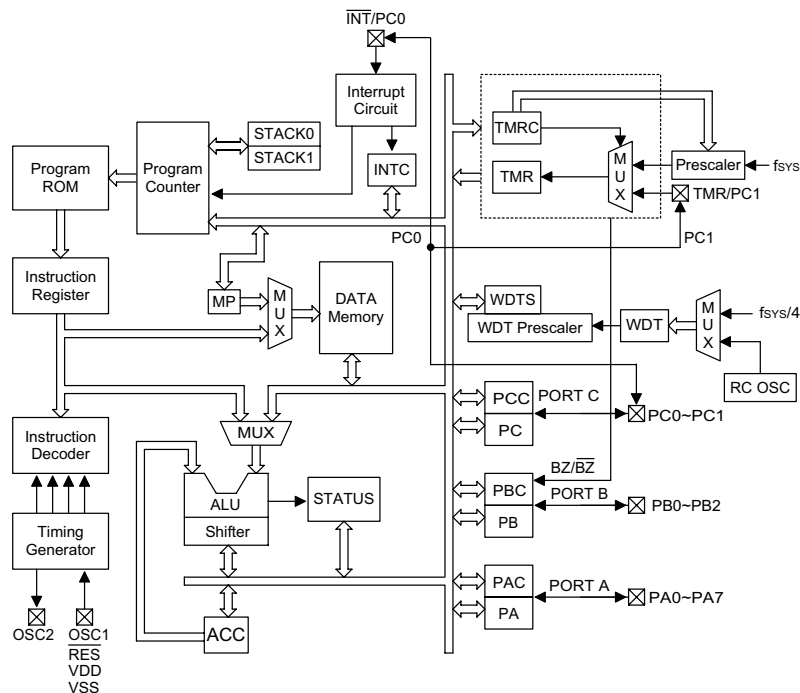 I̅N̅T̅/PC0
Interrupt
Circuit
STACK0
STACK1
Program
ROM
Program
Counter
INTC
TMRC
TMR
M
U
X
Prescaler
fSYS
TMR/PC1
PC0
PC1
Instruction
Register
MP
M
U
X
DATA
Memory
WDTS
WDT Prescaler
WDT
M
U
X
fSYS/4
RC OSC
PCC
PC
PORT C
PC0~PC1
Instruction
Decoder
MUX
ALU
Shifter
STATUS
BZ/B̅Z̅
PBC
PB
PORT B
PB0~PB2
Timing
Generator
PAC
PA
PORT A
PA0~PA7
OSC2
OSC1
R̅E̅S̅
VDD
VSS
ACC